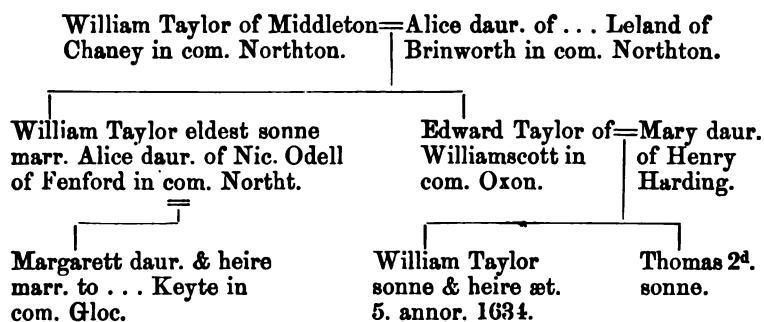 William Taylor of Middleton=Alice daur. of ... Leland of
Chaney in com. Northton. Brinworth in com. Northton.
William Taylor eldest sonne
marr. Alice daur. of Nic. Odell
of Fenford in com. Northt.
Edward Taylor of=Mary daur.
Williamscott in of Henry
com. Oxon. Harding.
Margarett daur. & heire
marr. to ... Keyte in
com. Gloc.
William Taylor
sonne & heire æt.
5. annor. 1634.
Thomas 2d.
sonne.